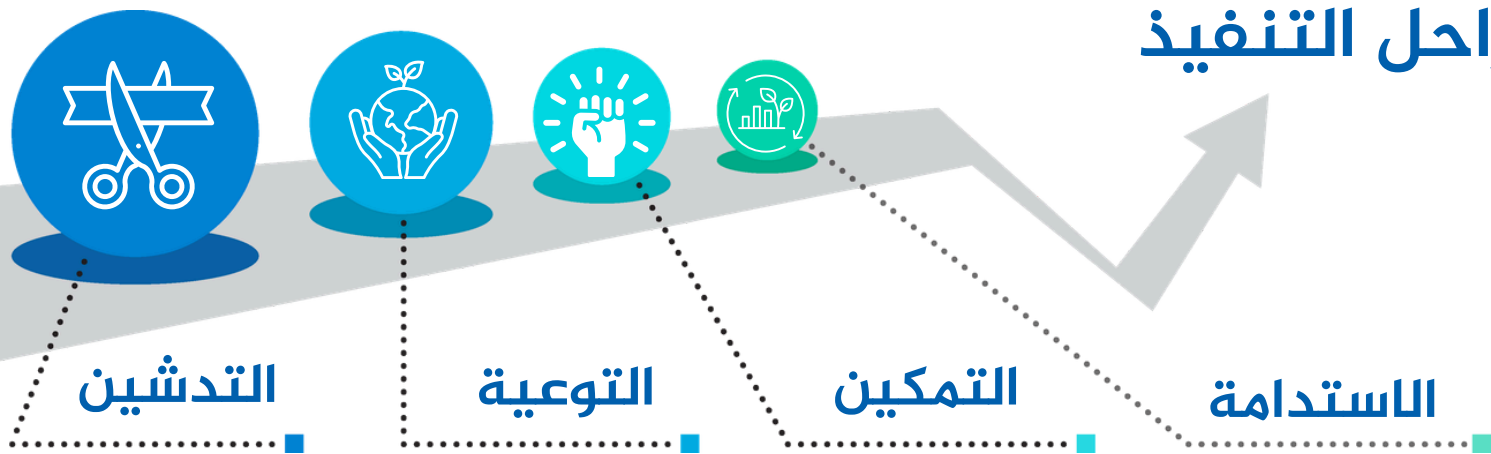 احل التنفيذ
التدشين
التوعية
التمكين
الاستدامة